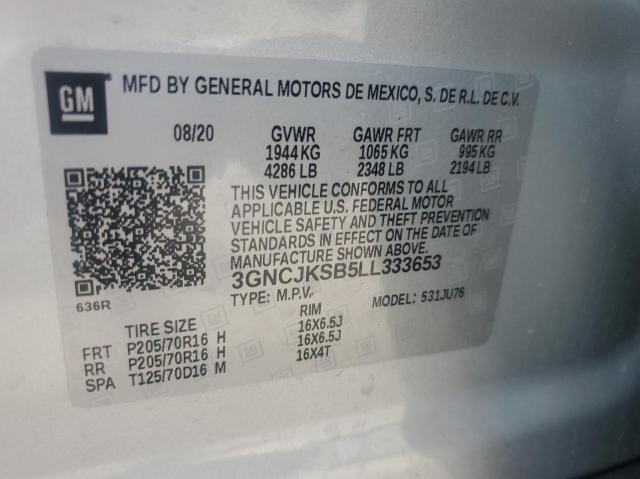 GM
MFD BY GENERAL MOTORS DE MEXICO, S. DE R.L. DE C.V.
08/20 GVWR GAWR FRT GAWR RR
1944 KG 1065 KG 995 KG
4286 LB 2348 LB 2194 LB
THIS VEHICLE CONFORMS TO ALL
APPLICABLE U.S. FEDERAL MOTOR
VEHICLE SAFETY AND THEFT PREVENTION
STANDARDS IN EFFECT ON THE DATE OF
MANUFACTURE SHOWN ABOVE.
3GNCJKSB5LL333653
636R
TYPE: M.P.V. MODEL: 531JU76
TIRE SIZE RIM
FRT P205/70R16 H 16X6.5J
RR P205/70R16 H 16X6.5J
SPA T125/70D16 M 16X4T